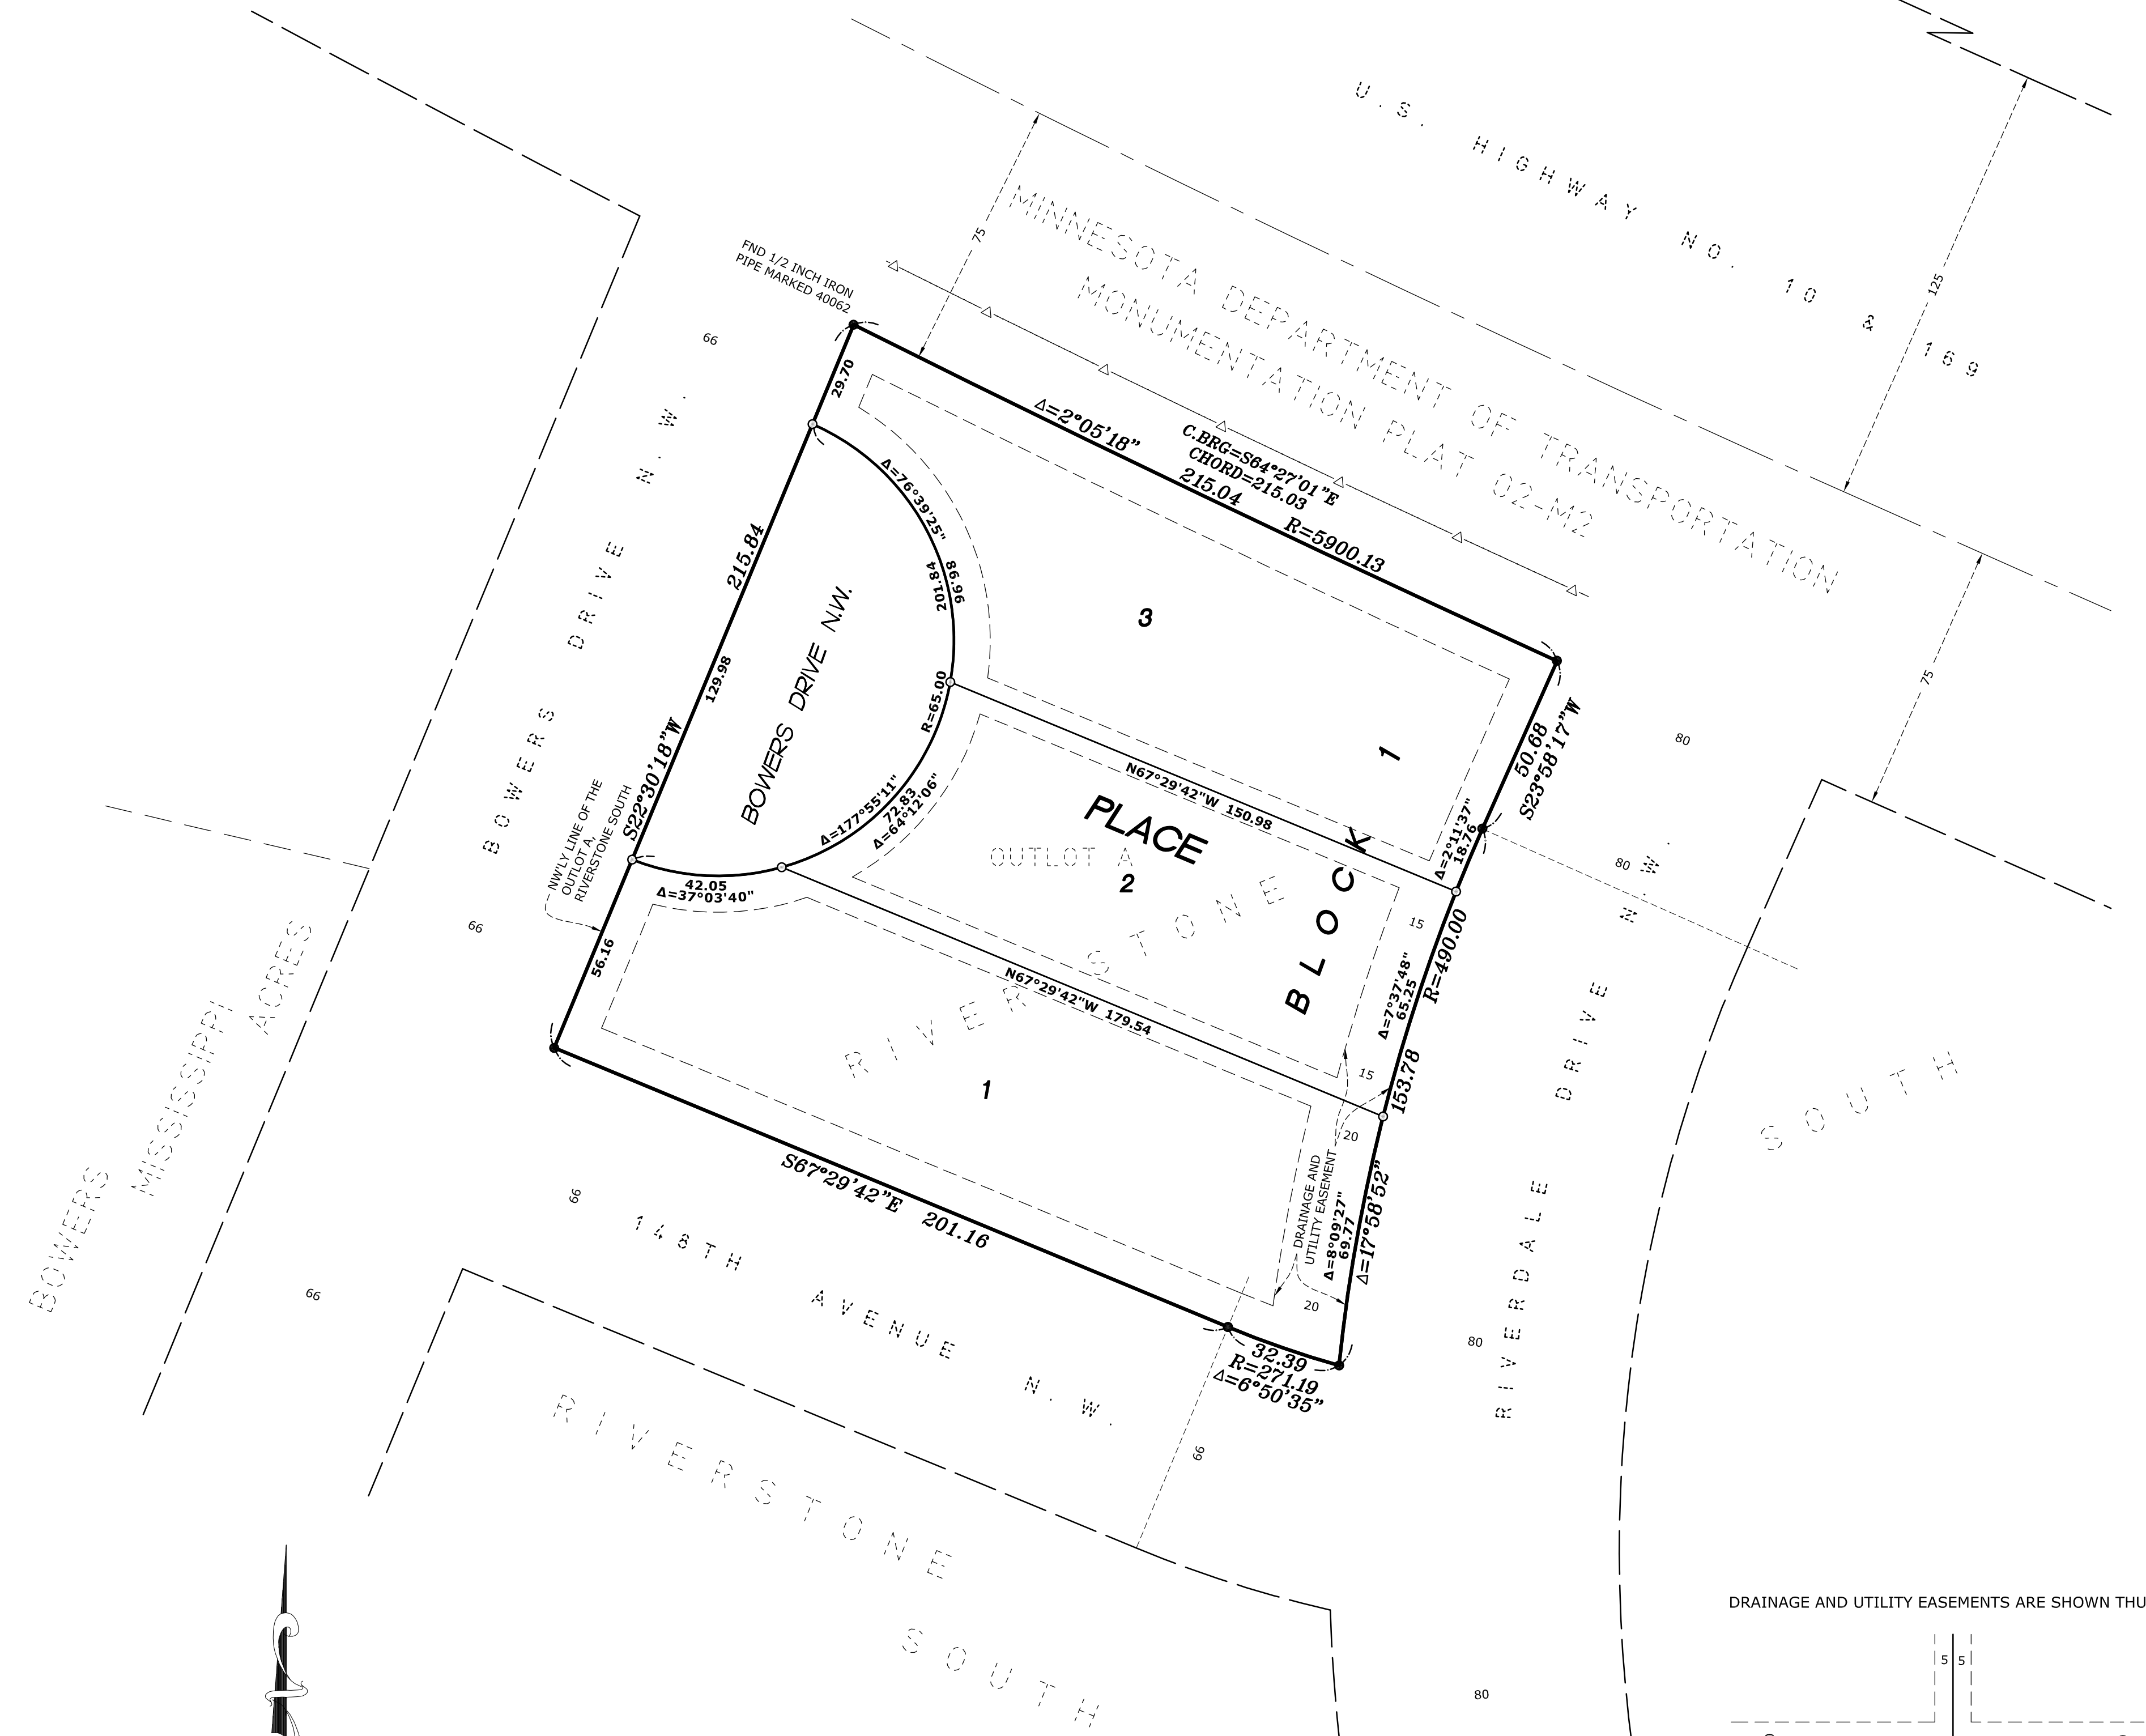 U.S. HIGHWAY NO. 10 & 169
125
75
MINNESOTA DEPARTMENT OF TRANSPORTATION
MONUMENTATION PLAT 02-M2
75
FND 1/2 INCH IRON
PIPE MARKED 40062
66
29.70
Δ=2°05'18"
C.BRG=S64°27'01"E
CHORD=215.03
215.04
R=5900.13
Δ=76°39'25"
86.96
201.84
215.84
BOWERS DRIVE N.W.
3
129.98
BOWERS DRIVE N.W.
R=65.00
50.68
S23°58'17"W
80
1
N67°29'42"W 150.98
Δ=2°11'37"
18.76
80
S22°30'18"W
NW'LY LINE OF THE
OUTLOT A,
RIVERSTONE SOUTH
Δ=177°55'11"
72.83
Δ=64°12'06"
PLACE
OUTLOT A
2
BLOCK
42.05
Δ=37°03'40"
15
R=490.00
66
56.16
RIVERSTONE
N67°29'42"W 179.54
Δ=7°37'48"
65.25
RIVERDALE DRIVE N.W.
BOWERS
MISSISSIPPI
ACRES
1
15
153.78
20
SOUTH
S67°29'42"E 201.16
DRAINAGE AND
UTILITY EASEMENT
Δ=8°09'27"
69.77
Δ=17°58'52"
66
148TH AVENUE N.W.
66
20
32.39
R=271.19
Δ=6°50'35"
80
66
RIVERSTONE
SOUTH
80
DRAINAGE AND UTILITY EASEMENTS ARE SHOWN THU
5 5